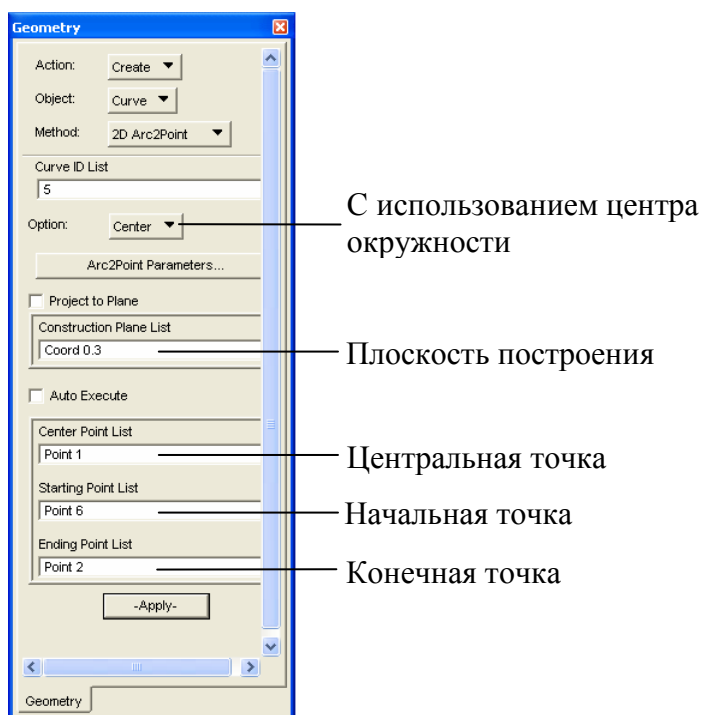 Geometry
Action: Create
Object: Curve
Method: 2D Arc2Point
Curve ID List
5
Option: Center
С использованием центра
окружности
Arc2Point Parameters...
Project to Plane
Construction Plane List
Coord 0.3
Плоскость построения
Auto Execute
Center Point List
Point 1
Центральная точка
Starting Point List
Point 6
Начальная точка
Ending Point List
Point 2
Конечная точка
-Apply-
Geometry